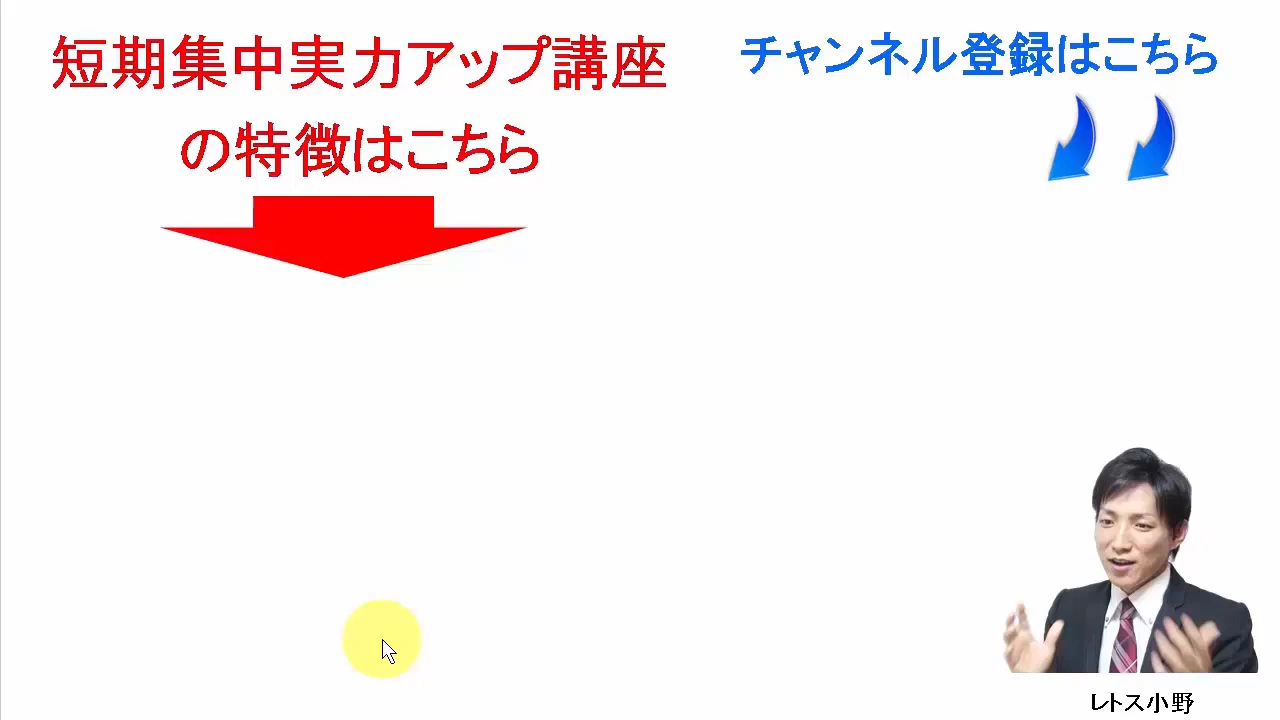 短期集中実力アップ講座
の特徴はこちら
チャンネル登録はこちら
レトス小野